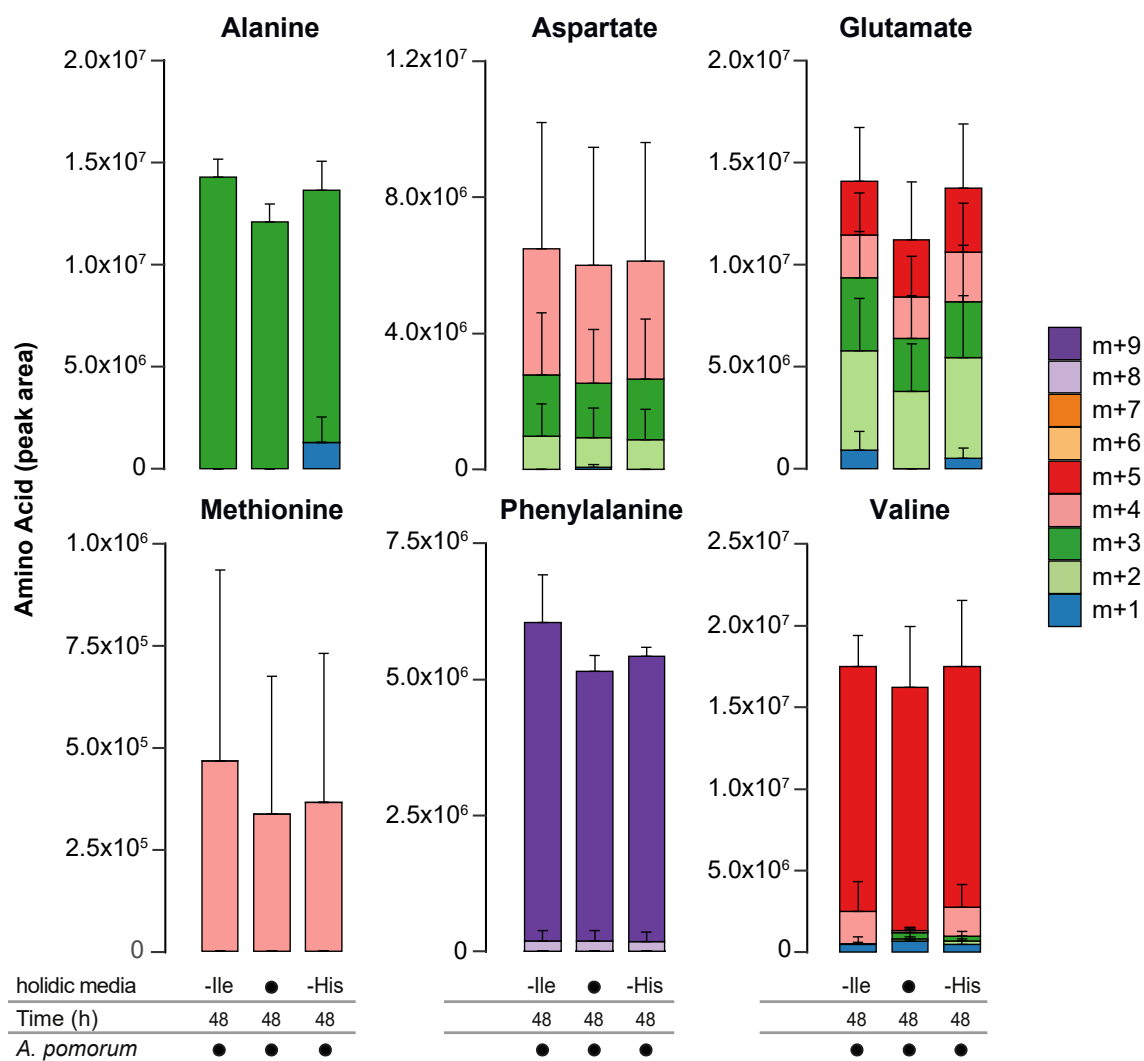 Alanine Aspartate Glutamate
2.0x10⁷ 1.2x10⁷ 2.0x10⁷
1.5x10⁷ 8.0x10⁶ 1.5x10⁷
1.0x10⁷ 4.0x10⁶ 1.0x10⁷
5.0x10⁶ 5.0x10⁶
0 0 0
Amino Acid (peak area)
m+9
m+8
m+7
m+6
m+5
m+4
m+3
m+2
m+1
Methionine Phenylalanine Valine
1.0x10⁶ 7.5x10⁶ 2.5x10⁷
7.5x10⁵ 5.0x10⁶ 2.0x10⁷
5.0x10⁵ 2.5x10⁶ 1.5x10⁷
2.5x10⁵ 1.0x10⁷
5.0x10⁶
0 0 0
holidic media -Ile ● -His -Ile ● -His -Ile ● -His
Time (h) 48 48 48 48 48 48 48 48 48
A. pomorum ● ● ● ● ● ● ● ● ●